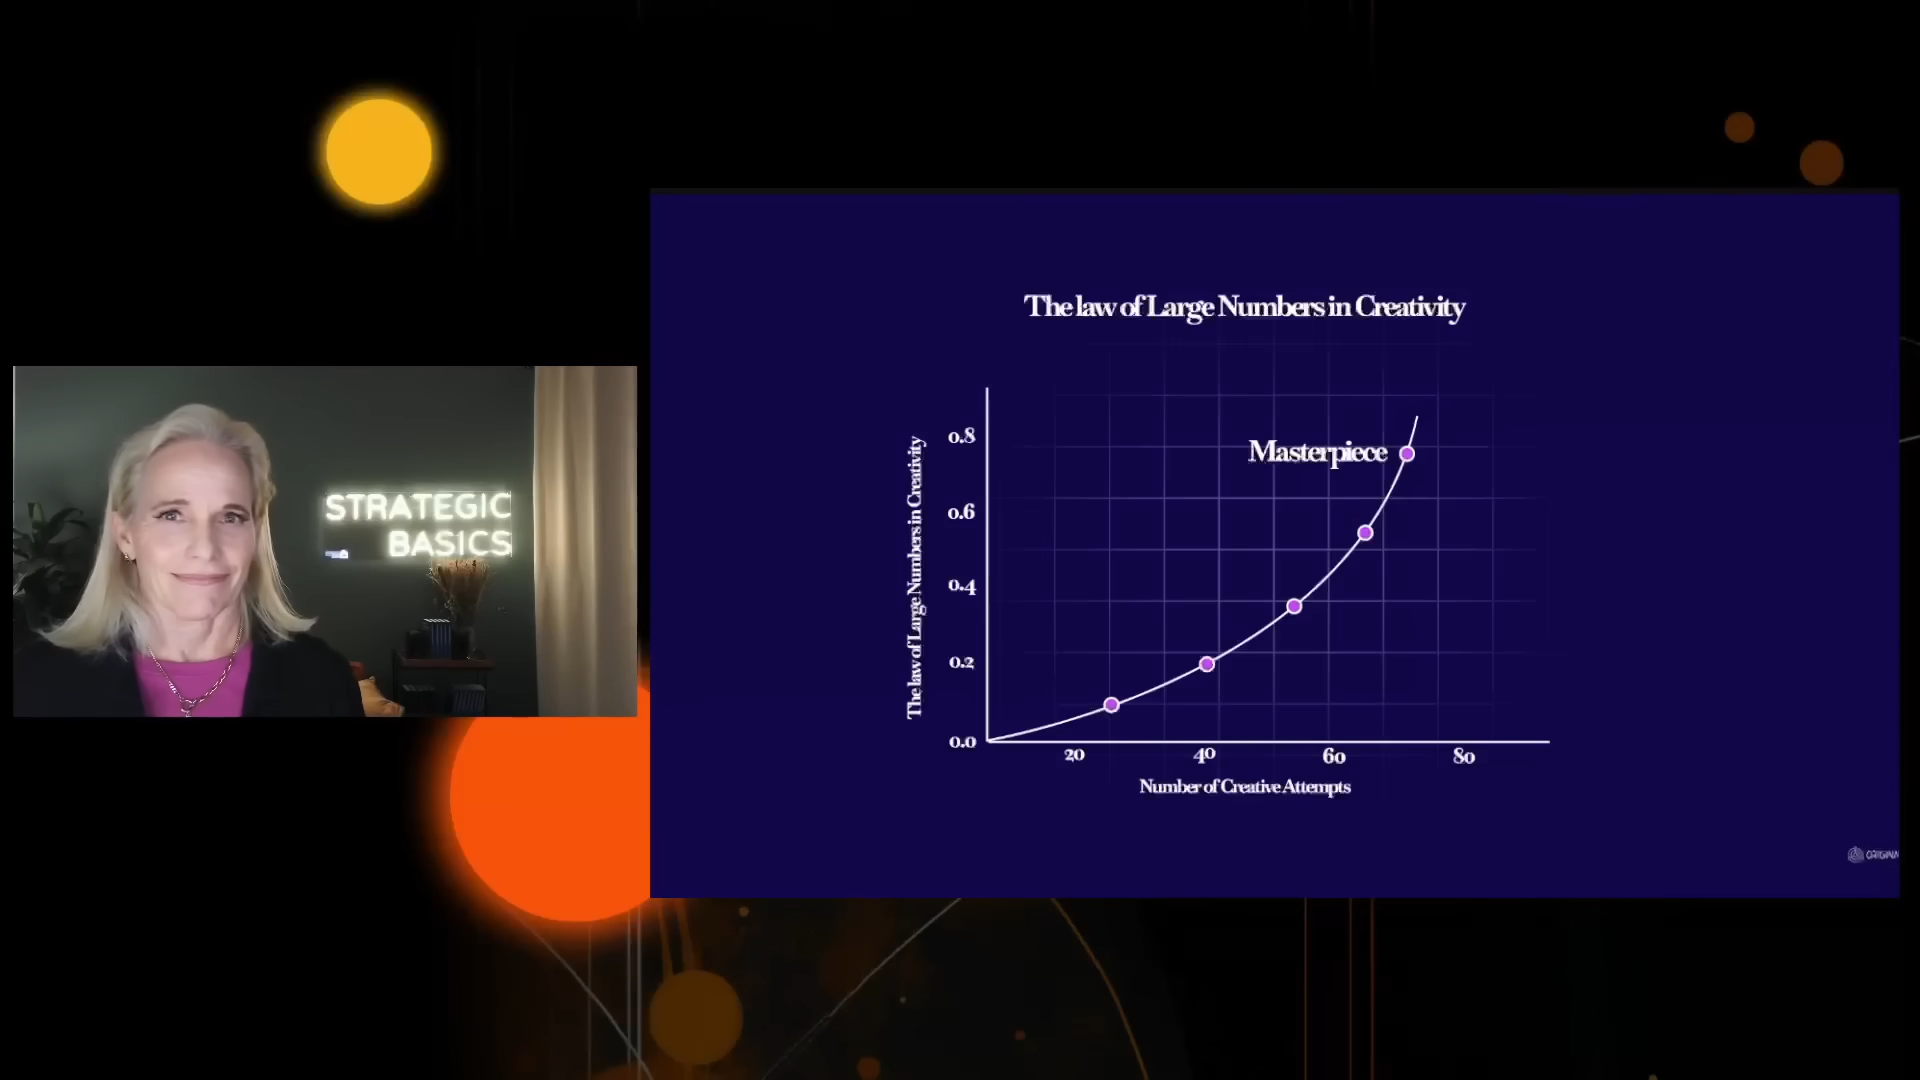 STRATEGIC
BASICS
The law of Large Numbers in Creativity
The law of Large Numbers in Creativity
0.8
0.6
0.4
0.2
0.0
Masterpiece
20 40 60 80
Number of Creative Attempts